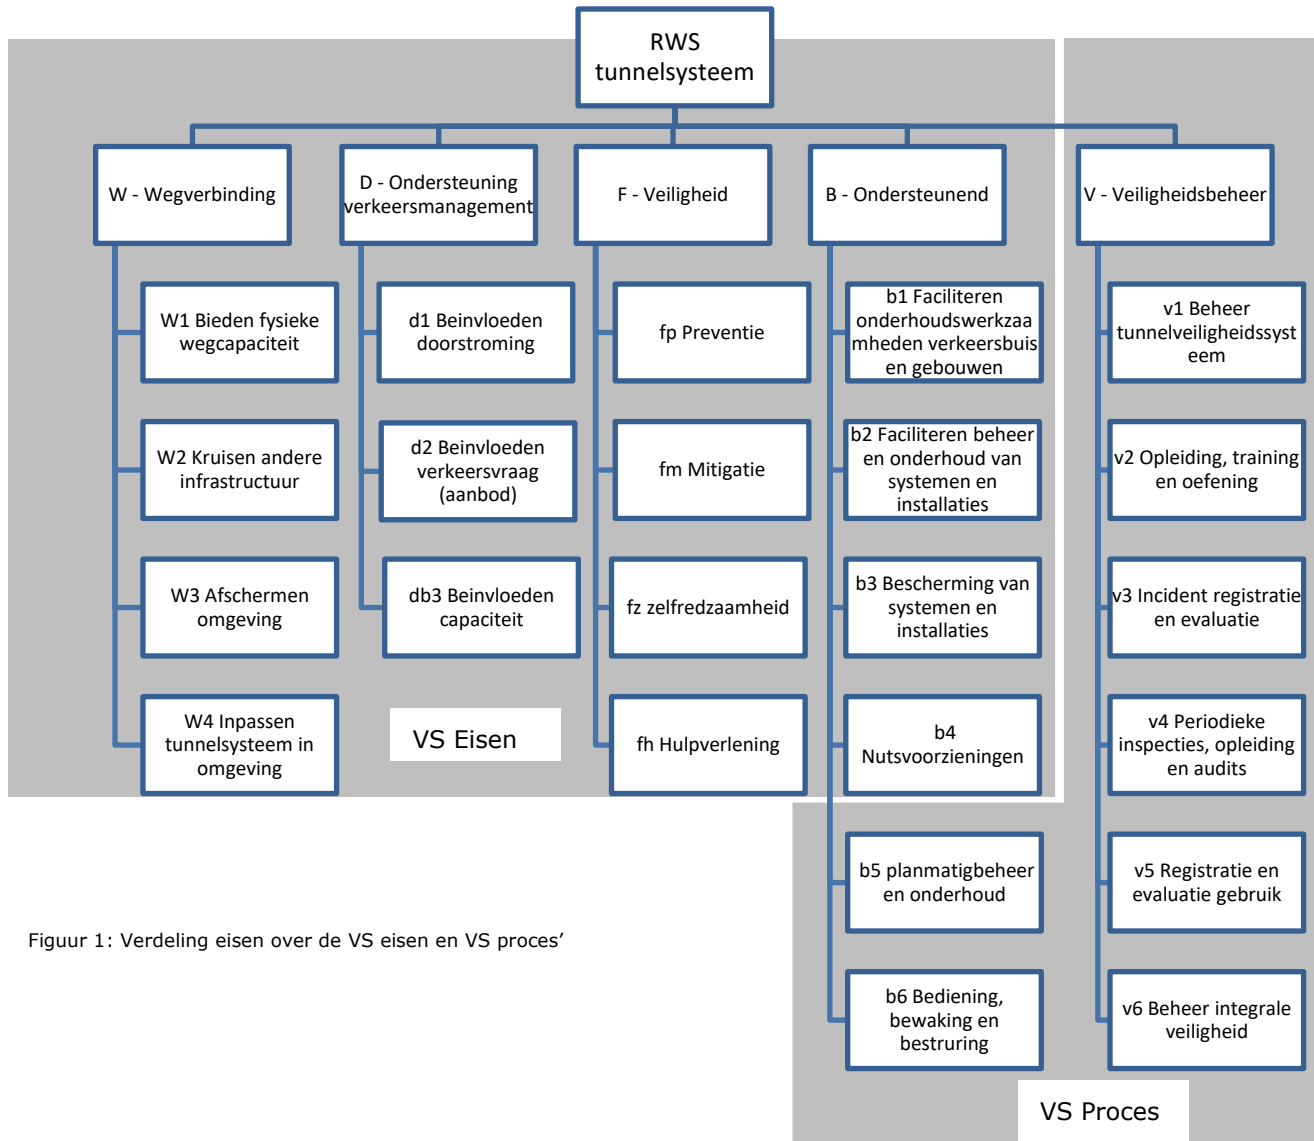 RWS
tunnelsysteem
W - Wegverbinding
D - Ondersteuning
verkeersmanagement
F - Veiligheid
B - Ondersteunend
V - Veiligheidsbeheer
W1 Bieden fysieke
wegcapaciteit
W2 Kruisen andere
infrastructuur
W3 Afschermen
omgeving
W4 Inpassen
tunnelsysteem in
omgeving
d1 Beinvloeden
doorstroming
d2 Beinvloeden
verkeersvraag
(aanbod)
db3 Beinvloeden
capaciteit
VS Eisen
fp Preventie
fm Mitigatie
fz zelfredzaamheid
fh Hulpverlening
b1 Faciliteren
onderhoudswerkzaa
mheden verkeersbuis
en gebouwen
b2 Faciliteren beheer
en onderhoud van
systemen en
installaties
b3 Bescherming van
systemen en
installaties
b4
Nutsvoorzieningen
b5 planmatigbeheer
en onderhoud
b6 Bediening,
bewaking en
bestruring
v1 Beheer
tunnelveiligheidssyst
eem
v2 Opleiding, training
en oefening
v3 Incident registratie
en evaluatie
v4 Periodieke
inspecties, opleiding
en audits
v5 Registratie en
evaluatie gebruik
v6 Beheer integrale
veiligheid
VS Proces
Figuur 1: Verdeling eisen over de VS eisen en VS proces’